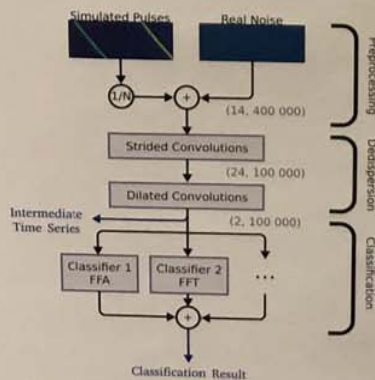 Simulated Pulses
Real Noise
1/N
+
(14, 400 000)
Preprocessing
Strided Convolutions
(24, 100 000)
Dilated Convolutions
Dedispersion
Intermediate
Time Series
(2, 100 000)
Classifier 1
FFA
Classifier 2
FFT
...
Classification
+
Classification Result